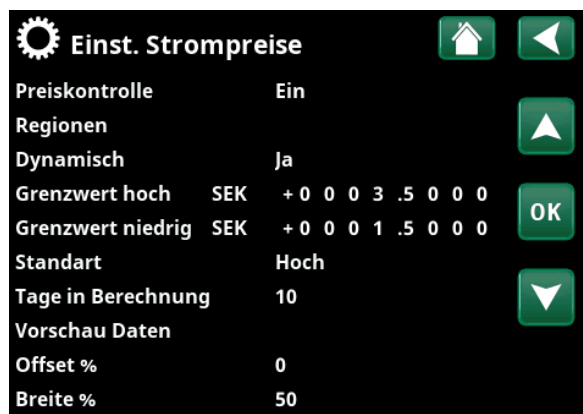 Einst. Strompreise
Preiskontrolle Ein
Regionen
Dynamisch Ja
Grenzwert hoch SEK +0 0 0 3 .5 0 0 0
Grenzwert niedrig SEK +0 0 0 1 .5 0 0 0
OK
Standart Hoch
Tage in Berechnung 10
Vorschau Daten
Offset % 0
Breite % 50